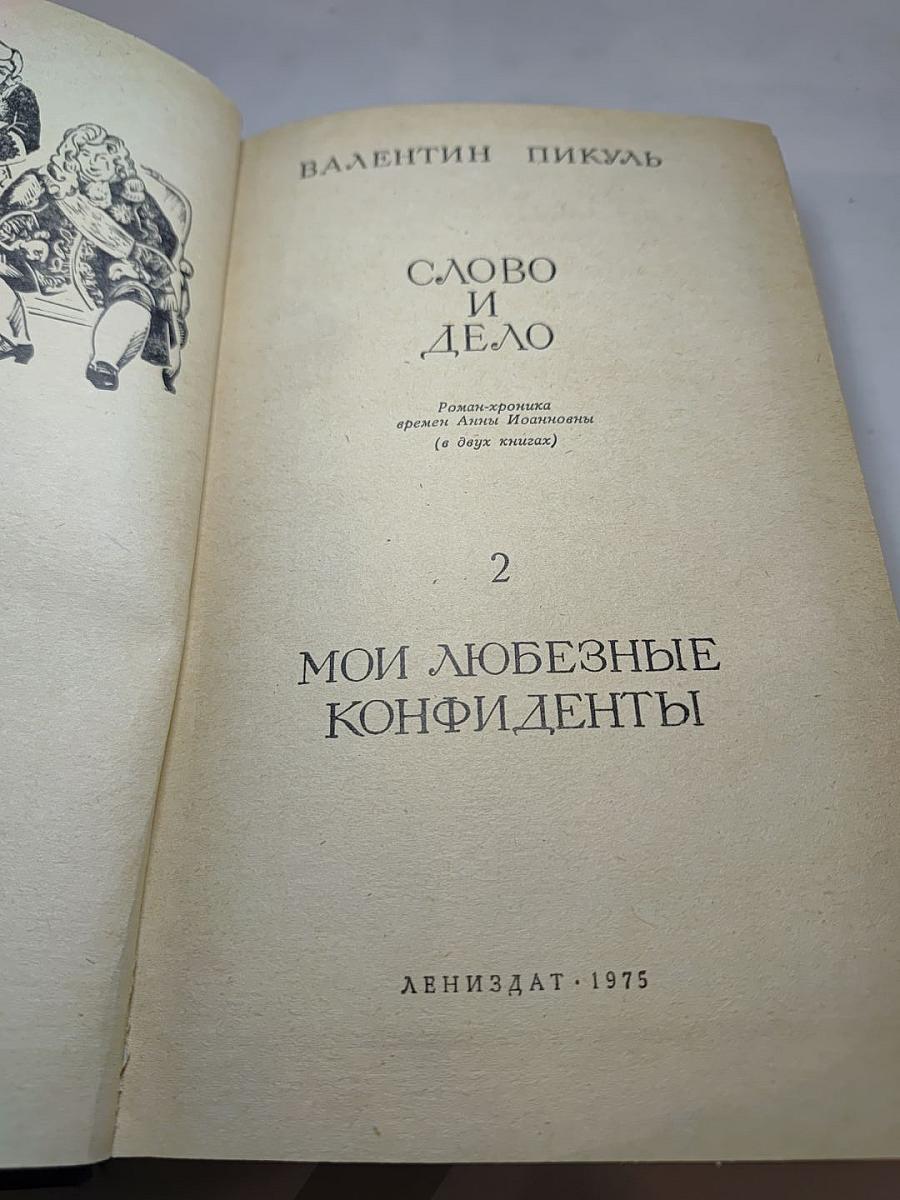 ВАЛЕНТИН ПИКУЛЬ
СЛОВО
И
ДЕЛО
Роман-хроника
времен Анны Иоанновны
(в двух книгах)
2
МОИ ЛЮБЕЗНЫЕ
КОНФИДЕНТЫ
ЛЕНИЗДАТ · 1975